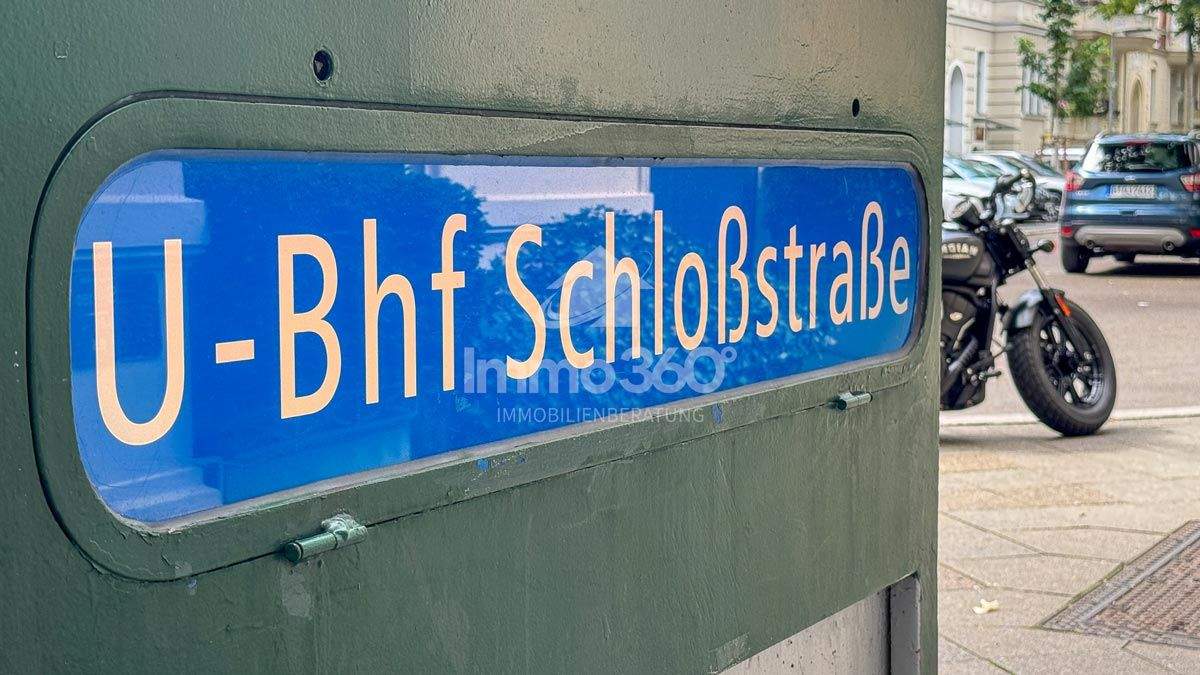 U-Bhf Schloßstraße
Immo360°
IMMOBILIENBERATUNG